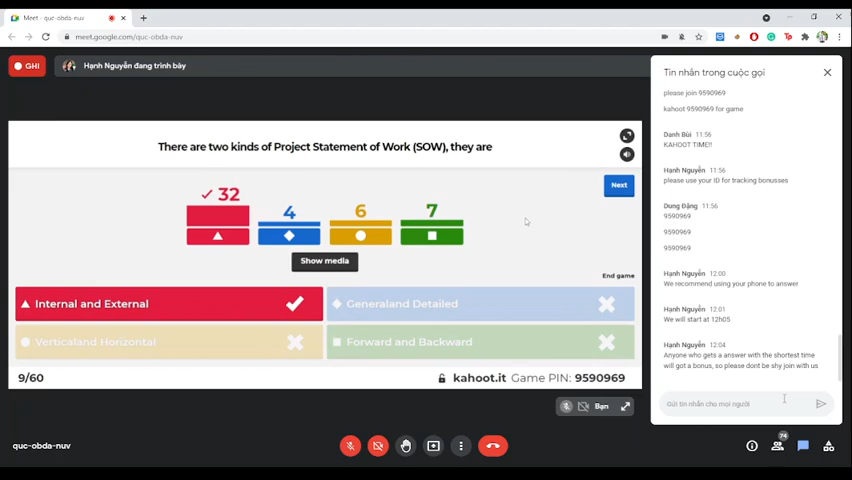 Meet - quc-obda-nuv
meet.google.com/quc-obda-nuv
GHI
Hạnh Nguyễn đang trình bày
There are two kinds of Project Statement of Work (SOW), they are
Next
32
4
6
7
Show media
End game
Internal and External
Generaland Detailed
Verticaland Horizontal
Forward and Backward
9/60
kahoot.it Game PIN: 9590969
Bạn
Tin nhắn trong cuộc gọi
please join 9590969
kahoot 9590969 for game
Danh Bùi 11:56
KAHOOT TIME!!
Hạnh Nguyễn 11:56
please use your ID for tracking bonusses
Dung Đặng 11:56
9590969
9590969
9590969
Hạnh Nguyễn 12:00
We recommend using your phone to answer
Hạnh Nguyễn 12:01
We will start at 12h05
Hạnh Nguyễn 12:04
Anyone who gets a answer with the shortest time
will got a bonus, so please dont be shy join with us
Gửi tin nhắn cho mọi người
quc-obda-nuv
74